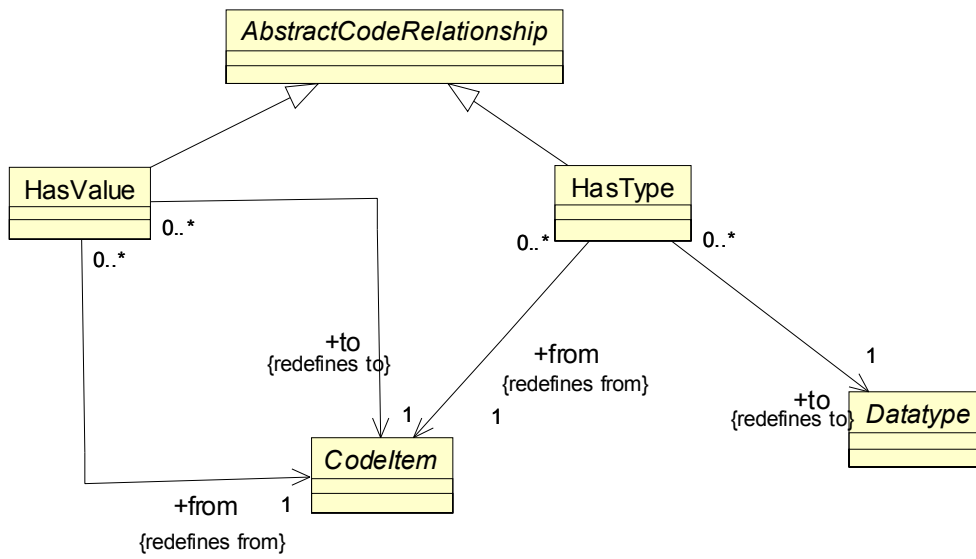 AbstractCodeRelationship
HasValue
HasType
0..*
0..*
0..*
0..*
+to
{redefines to}
+from
{redefines from}
1
+to
{redefines to}
1
1
Datatype
CodeItem
+from
1
{redefines from}